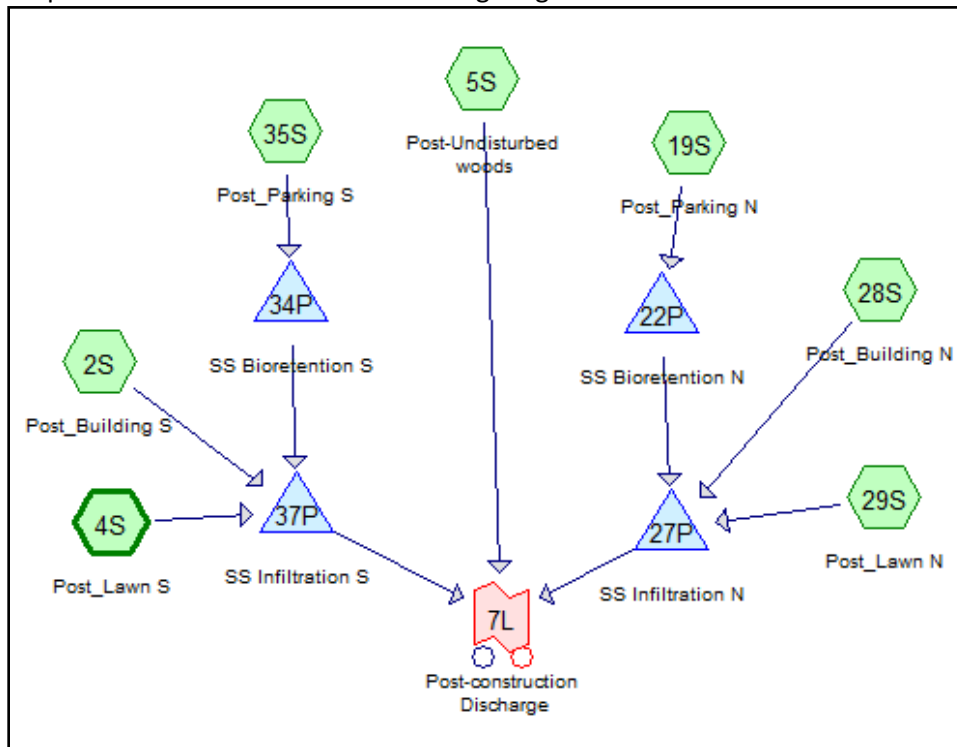 5S
Post-Undisturbed
woods
35S
Post_Parking S
19S
Post_Parking N
34P
SS Bioretention S
22P
SS Bioretention N
28S
Post_Building N
2S
Post_Building S
4S
Post_Lawn S
37P
SS Infiltration S
27P
SS Infiltration N
29S
Post_Lawn N
7L
Post-construction
Discharge